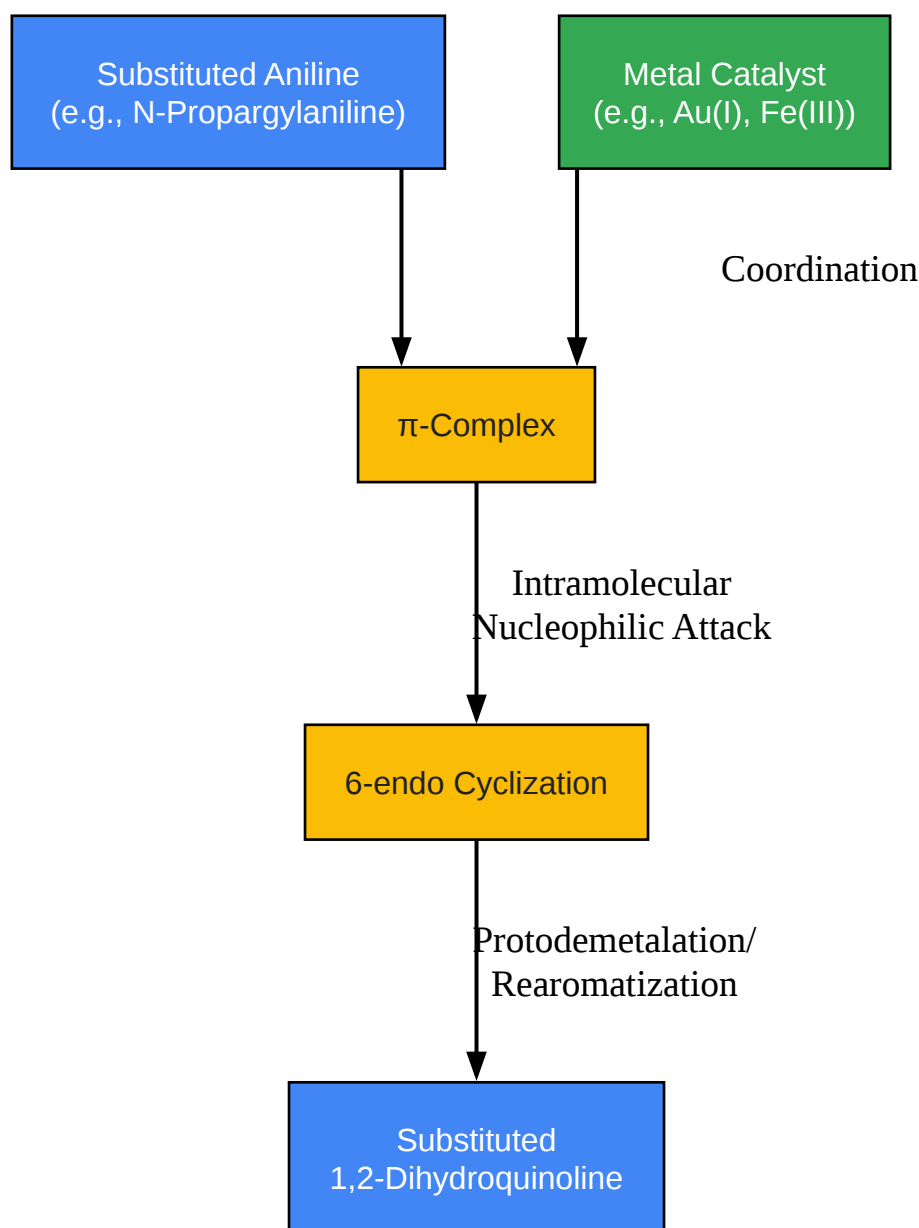 Substituted Aniline
(e.g., N-Propargylaniline)
Metal Catalyst
(e.g., Au(I), Fe(III))
Coordination
π-Complex
Intramolecular
Nucleophilic Attack
6-endo Cyclization
Protodemetalation/
Rearomatization
Substituted
1,2-Dihydroquinoline